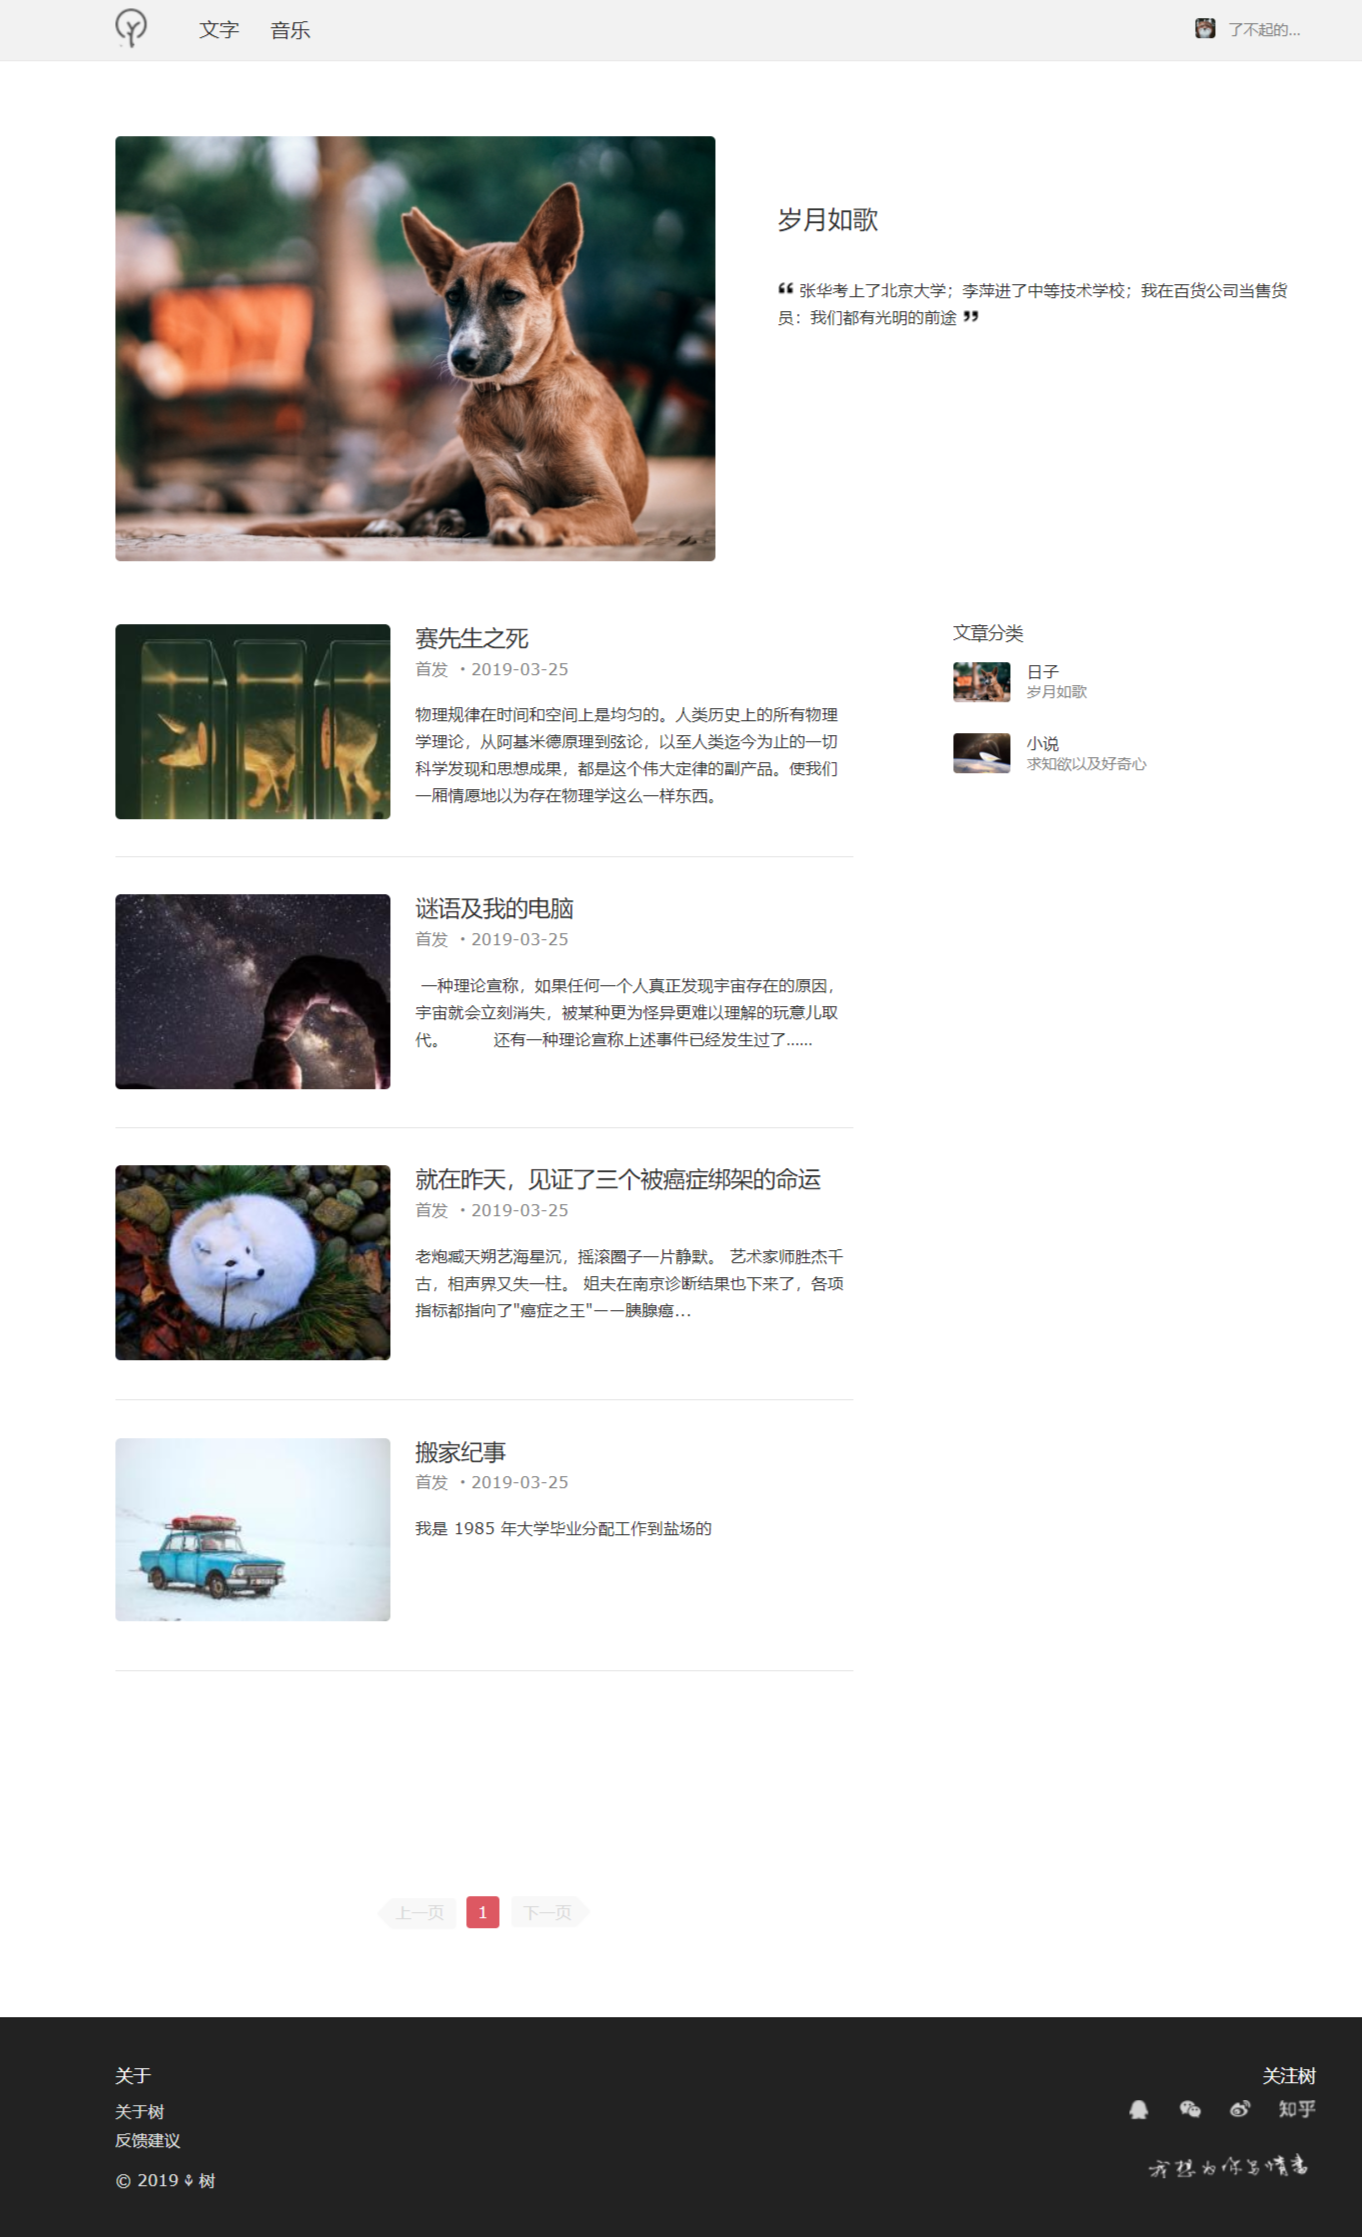 文字
音乐
了不起的...
岁月如歌
❝ 张华考上了北京大学；李萍进了中等技术学校；我在百货公司当售货
员：我们都有光明的前途 ❞
赛先生之死
首发 ・2019-03-25
物理规律在时间和空间上是均匀的。人类历史上的所有物理
学理论，从阿基米德原理到弦论，以至人类迄今为止的一切
科学发现和思想成果，都是这个伟大定律的副产品。使我们
一厢情愿地以为存在物理学这么一样东西。
文章分类
日子
岁月如歌
小说
求知欲以及好奇心
谜语及我的电脑
首发 ・2019-03-25
一种理论宣称，如果任何一个人真正发现宇宙存在的原因，
宇宙就会立刻消失，被某种更为怪异更难以理解的玩意儿取
代。 还有一种理论宣称上述事件已经发生过了……
就在昨天，见证了三个被癌症绑架的命运
首发 ・2019-03-25
老炮臧天朔艺海星沉，摇滚圈子一片静默。 艺术家师胜杰千
古，相声界又失一柱。 姐夫在南京诊断结果也下来了，各项
指标都指向了"癌症之王"一一胰腺癌...
搬家纪事
首发 ・2019-03-25
我是 1985 年大学毕业分配工作到盐场的
上一页
1
下一页
关于
关于树
反馈建议
© 2019 树
关注树
知乎
我想为你写情书